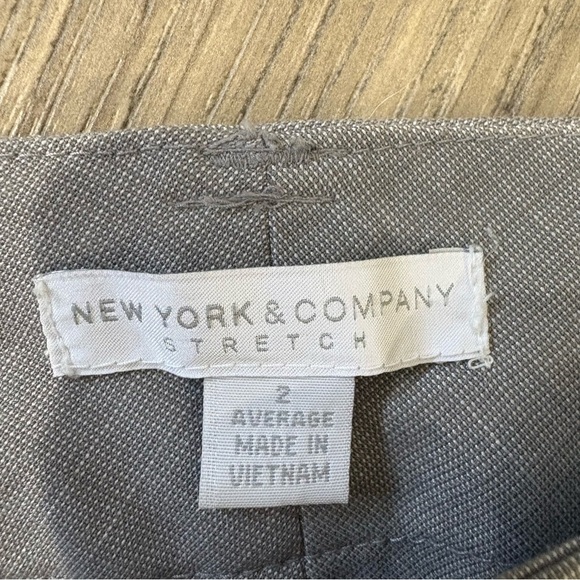 NEW YORK & COMPANY
STRETCH
2
AVERAGE
MADE IN
VIETNAM